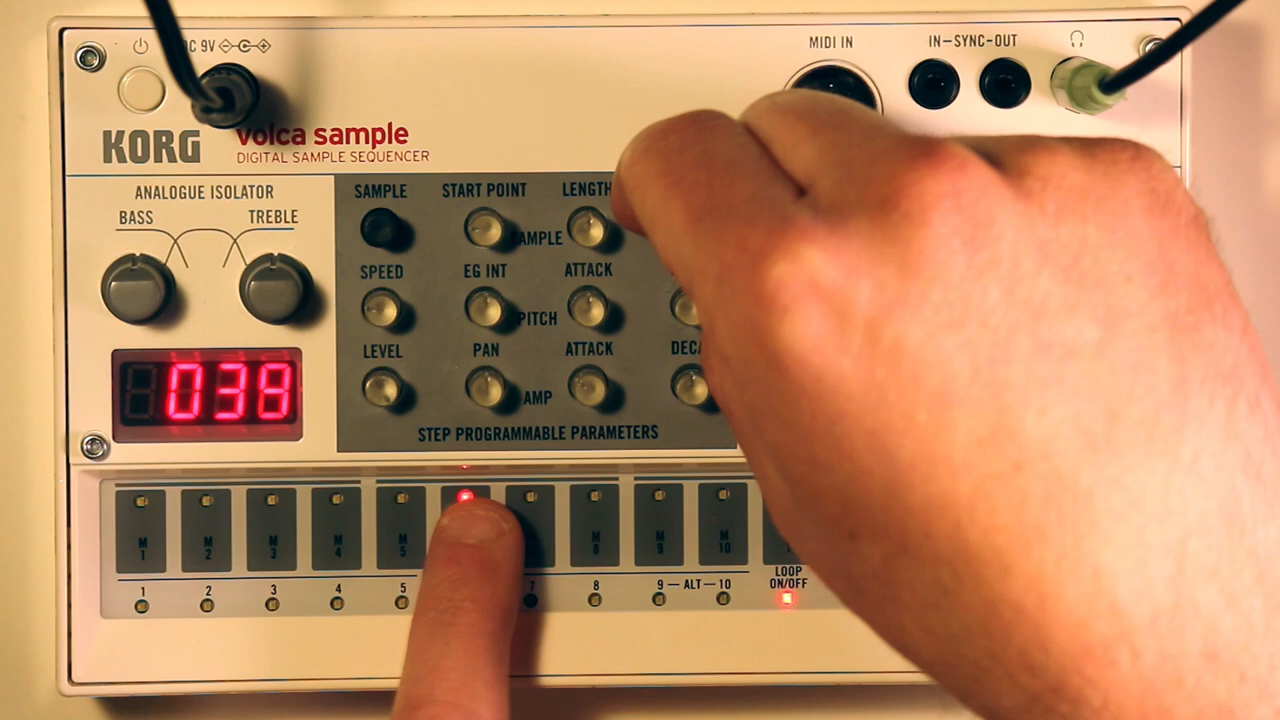 DC 9V
MIDI IN
IN-SYNC-OUT
KORG
volca sample
DIGITAL SAMPLE SEQUENCER
ANALOGUE ISOLATOR
BASS
TREBLE
SAMPLE
START POINT
LENGTH
SAMPLE
SPEED
EG INT
ATTACK
PITCH
LEVEL
PAN
ATTACK
DECA
AMP
038
STEP PROGRAMMABLE PARAMETERS
M 1
M 2
M 3
M 4
M 5
M 8
M 9
M 10
LOOP
ON/OFF
1 2 3 4 5 7 8 9 — ALT — 10